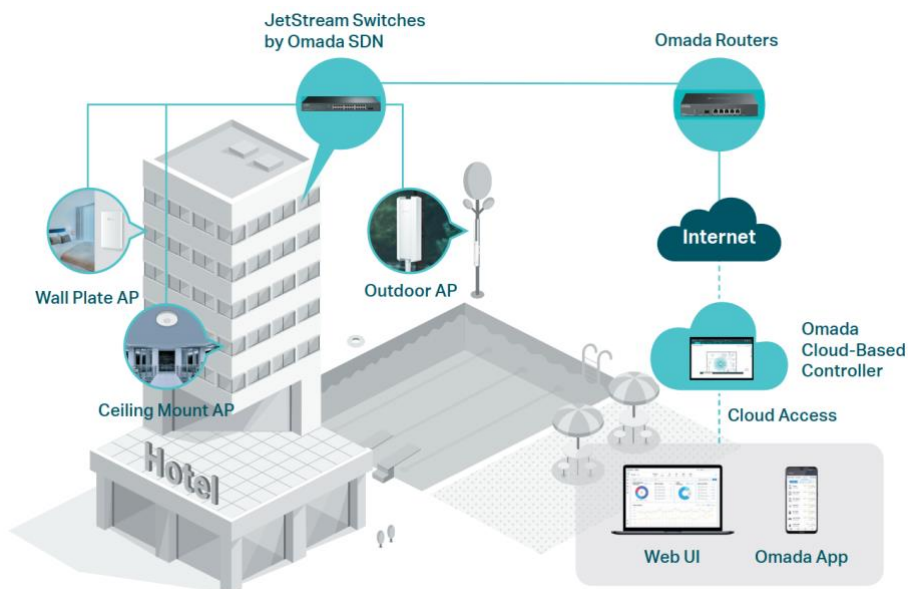 JetStream Switches
by Omada SDN
Omada Routers
Internet
Wall Plate AP
Outdoor AP
Omada
Cloud-Based
Controller
Ceiling Mount AP
Cloud Access
Hotel
Web UI
Omada App